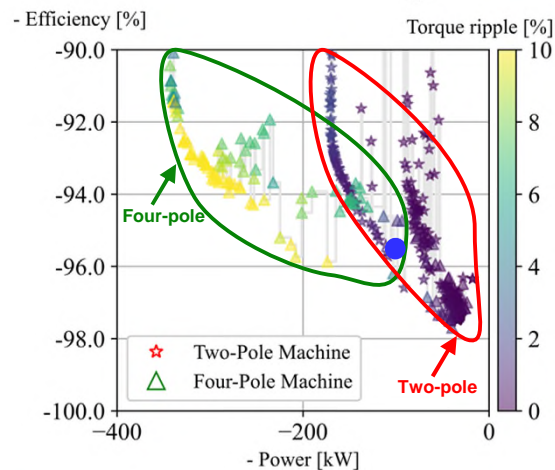 - Efficiency [%]
Torque ripple [%]
-90.0
-92.0
-94.0
-96.0
-98.0
-100.0
10
8
6
4
2
0
Four-pole
Two-Pole Machine
Four-Pole Machine
Two-pole
−400
−200
0
- Power [kW]